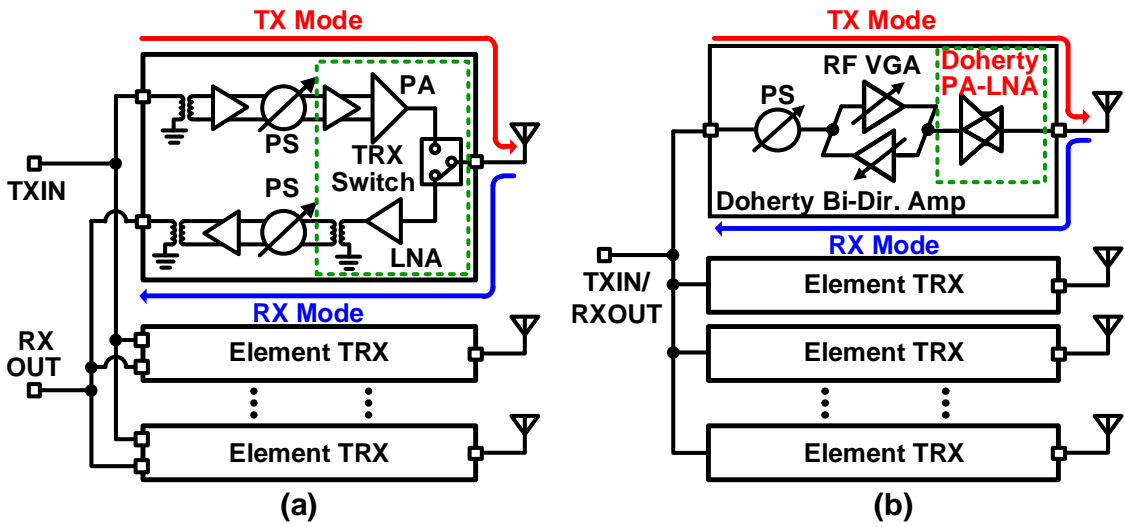 TX Mode
PA
PS
TRX
Switch
PS
LNA
TXIN
RX Mode
RX
OUT
Element TRX
Element TRX
(a)
TX Mode
RF VGA
Doherty
PA-LNA
PS
Doherty Bi-Dir. Amp
RX Mode
TXIN/
RXOUT
Element TRX
Element TRX
Element TRX
(b)